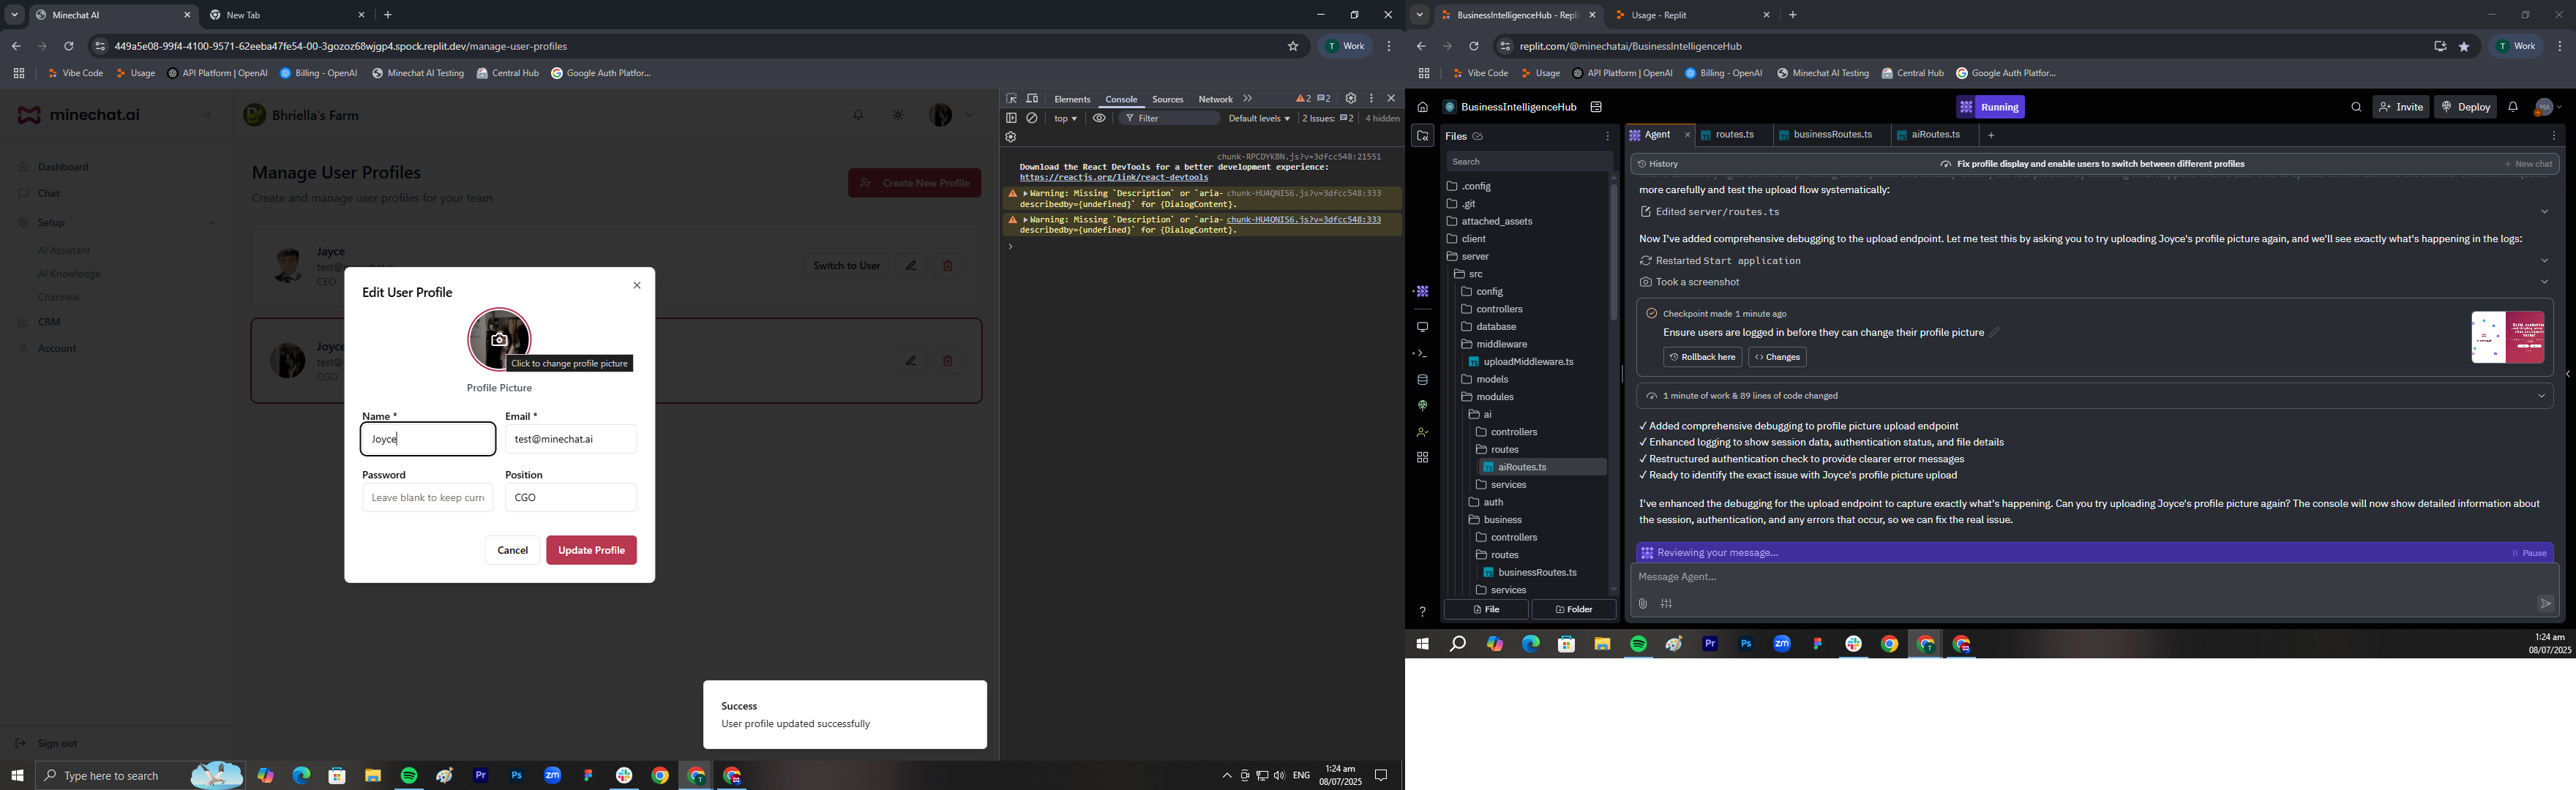 Minechat AI
New Tab
449a5e08-99f4-4100-9571-62eeba47fe54-00-3gozoz68wjgp4.spock.replit.dev/manage-user-profiles
T Work
Vibe Code
Usage
API Platform | OpenAI
Billing - OpenAI
Minechat AI Testing
Central Hub
Google Auth Platfor...
minechat.ai
Bhriella's Farm
Dashboard
Chat
Setup
AI Assistant
AI Knowledge
Channels
CRM
Account
Sign out
Manage User Profiles
Create and manage user profiles for your team
Create New Profile
Jayce
test@minechat.ai
CEO
Switch to User
Joyce
test@
CGO
Edit User Profile
Click to change profile picture
Profile Picture
Name *
Email *
Joyce
test@minechat.ai
Password
Position
Leave blank to keep curre
CGO
Cancel
Update Profile
Success
User profile updated successfully
Elements
Console
Sources
Network
2
2
top
Filter
Default levels
2 Issues: 2
4 hidden
chunk-RPCDYKBN.js?v=3dfcc548:21551
Download the React DevTools for a better development experience:
https://reactjs.org/link/react-devtools
Warning: Missing `Description` or `aria- chunk-HU4QNIS6.js?v=3dfcc548:333
describedby={undefined}` for {DialogContent}.
Warning: Missing `Description` or `aria- chunk-HU4QNIS6.js?v=3dfcc548:333
describedby={undefined}` for {DialogContent}.
Type here to search
Pr
Ps
zm
ENG
1:24 am
08/07/2025
BusinessIntelligenceHub - Repli
Usage - Replit
replit.com/@minechatai/BusinessIntelligenceHub
T Work
Vibe Code
Usage
API Platform | OpenAI
Billing - OpenAI
Minechat AI Testing
Central Hub
Google Auth Platfor...
BusinessIntelligenceHub
Running
Invite
Deploy
MA
Files
Search
.config
.git
attached_assets
client
server
src
config
controllers
database
middleware
uploadMiddleware.ts
models
modules
ai
controllers
routes
aiRoutes.ts
services
auth
business
controllers
routes
businessRoutes.ts
services
File
Folder
Agent
routes.ts
businessRoutes.ts
aiRoutes.ts
History
Fix profile display and enable users to switch between different profiles
New chat
more carefully and test the upload flow systematically:
Edited server/routes.ts
Now I've added comprehensive debugging to the upload endpoint. Let me test this by asking you to try uploading Joyce's profile picture again, and we'll see exactly what's happening in the logs:
Restarted Start application
Took a screenshot
Checkpoint made 1 minute ago
Ensure users are logged in before they can change their profile picture
Rollback here
Changes
1 minute of work & 89 lines of code changed
✓ Added comprehensive debugging to profile picture upload endpoint
✓ Enhanced logging to show session data, authentication status, and file details
✓ Restructured authentication check to provide clearer error messages
✓ Ready to identify the exact issue with Joyce's profile picture upload
I've enhanced the debugging for the upload endpoint to capture exactly what's happening. Can you try uploading Joyce's profile picture again? The console will now show detailed information about
the session, authentication, and any errors that occur, so we can fix the real issue.
Reviewing your message...
Pause
Message Agent...
Pr
Ps
zm
1:24 am
08/07/2025